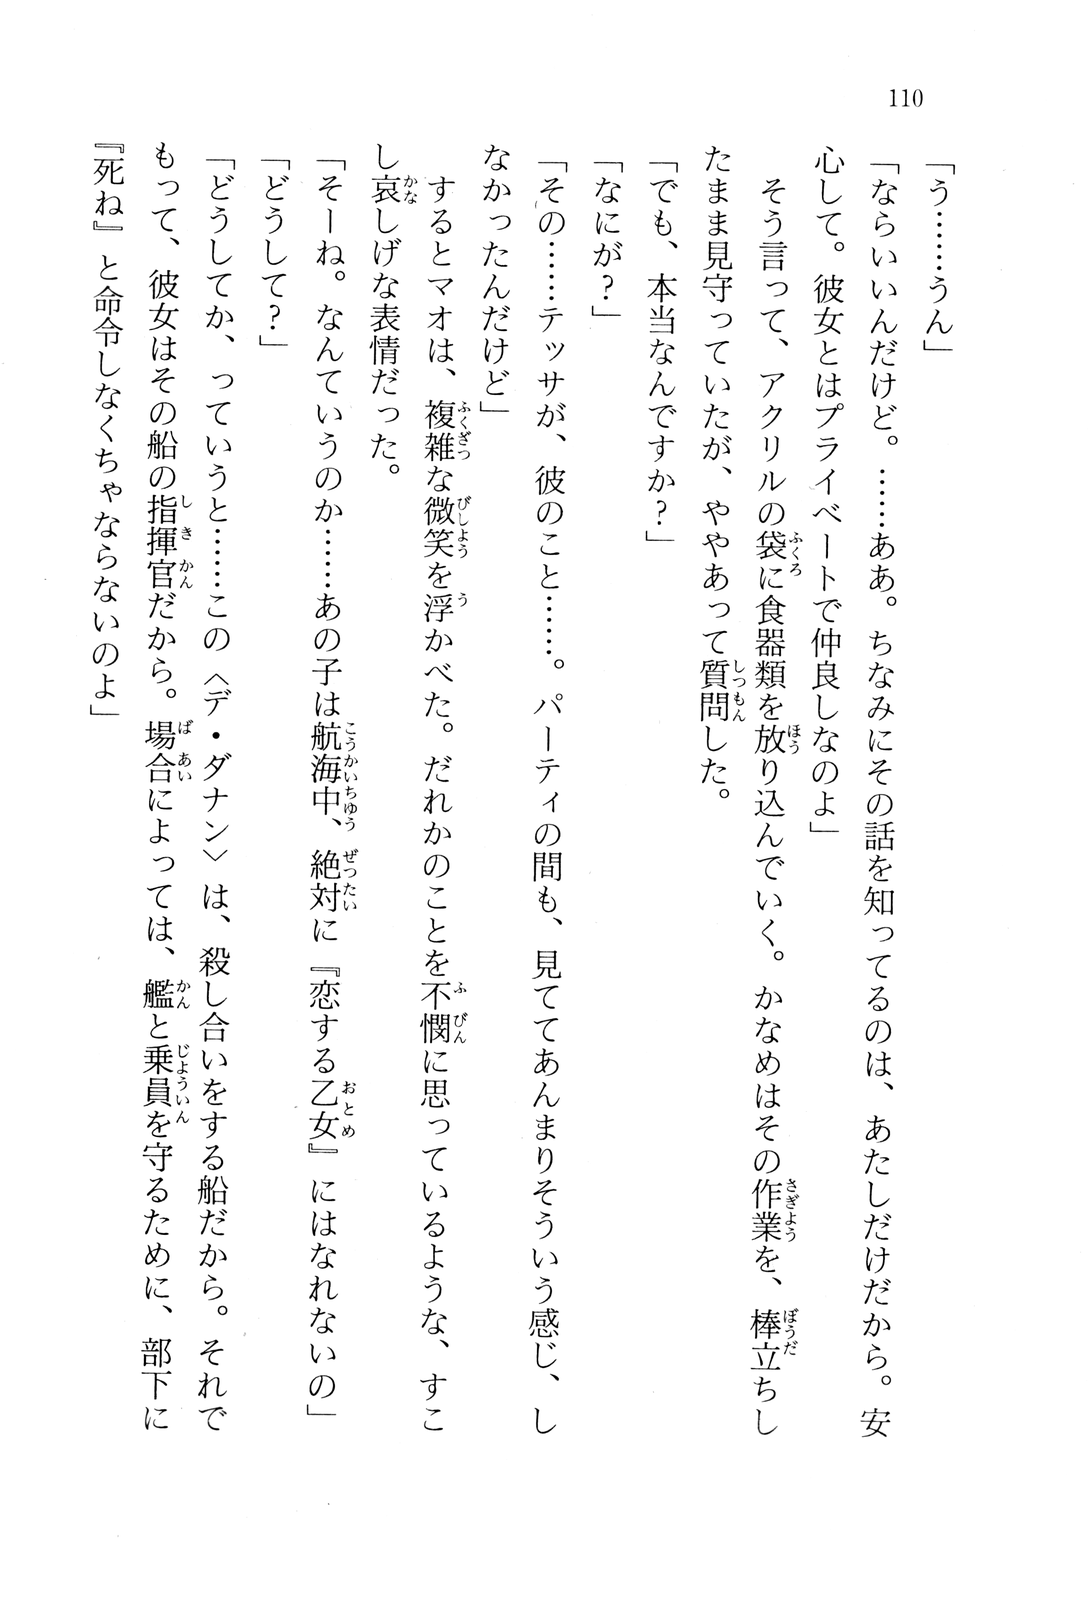 110
「う……うん」
「ならいいんだけど。……ああ。ちなみにその話を知ってるのは、あたしだけだから。安
心して。彼女とはプライベートで仲良しなのよ」
　そう言って、アクリルの袋に食器類を放り込んでいく。かなめはその作業を、棒立ちし
たまま見守っていたが、ややあって質問した。
「でも、本当なんですか？」
「なにが？」
「その……テッサが、彼のこと……。パーティの間も、見ててあんまりそういう感じ、し
なかったんだけど」
　するとマオは、複雑な微笑を浮かべた。だれかのことを不憫に思っているような、すこ
し哀しげな表情だった。
「そーね。なんていうのか……あの子は航海中、絶対に『恋する乙女』にはなれないの」
「どうして？」
「どうしてか、っていうと……この〈デ・ダナン〉は、殺し合いをする船だから。それで
もって、彼女はその船の指揮官だから。場合によっては、艦と乗員を守るために、部下に
『死ね』と命令しなくちゃならないのよ」